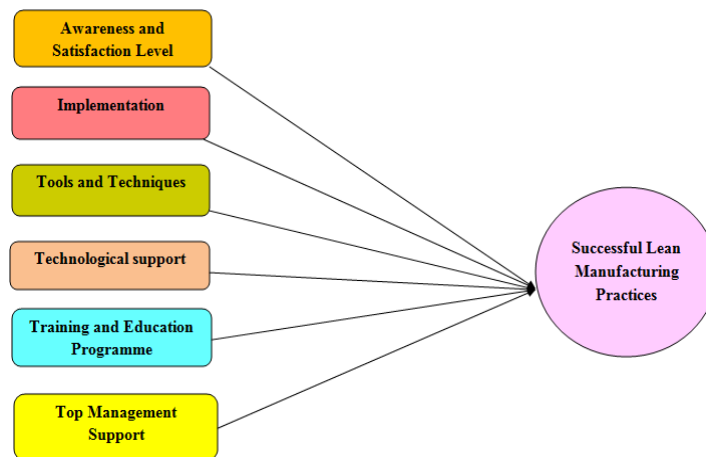 Awareness and
Satisfaction Level
Implementation
Tools and Techniques
Technological support
Training and Education
Programme
Top Management
Support
Successful Lean
Manufacturing
Practices